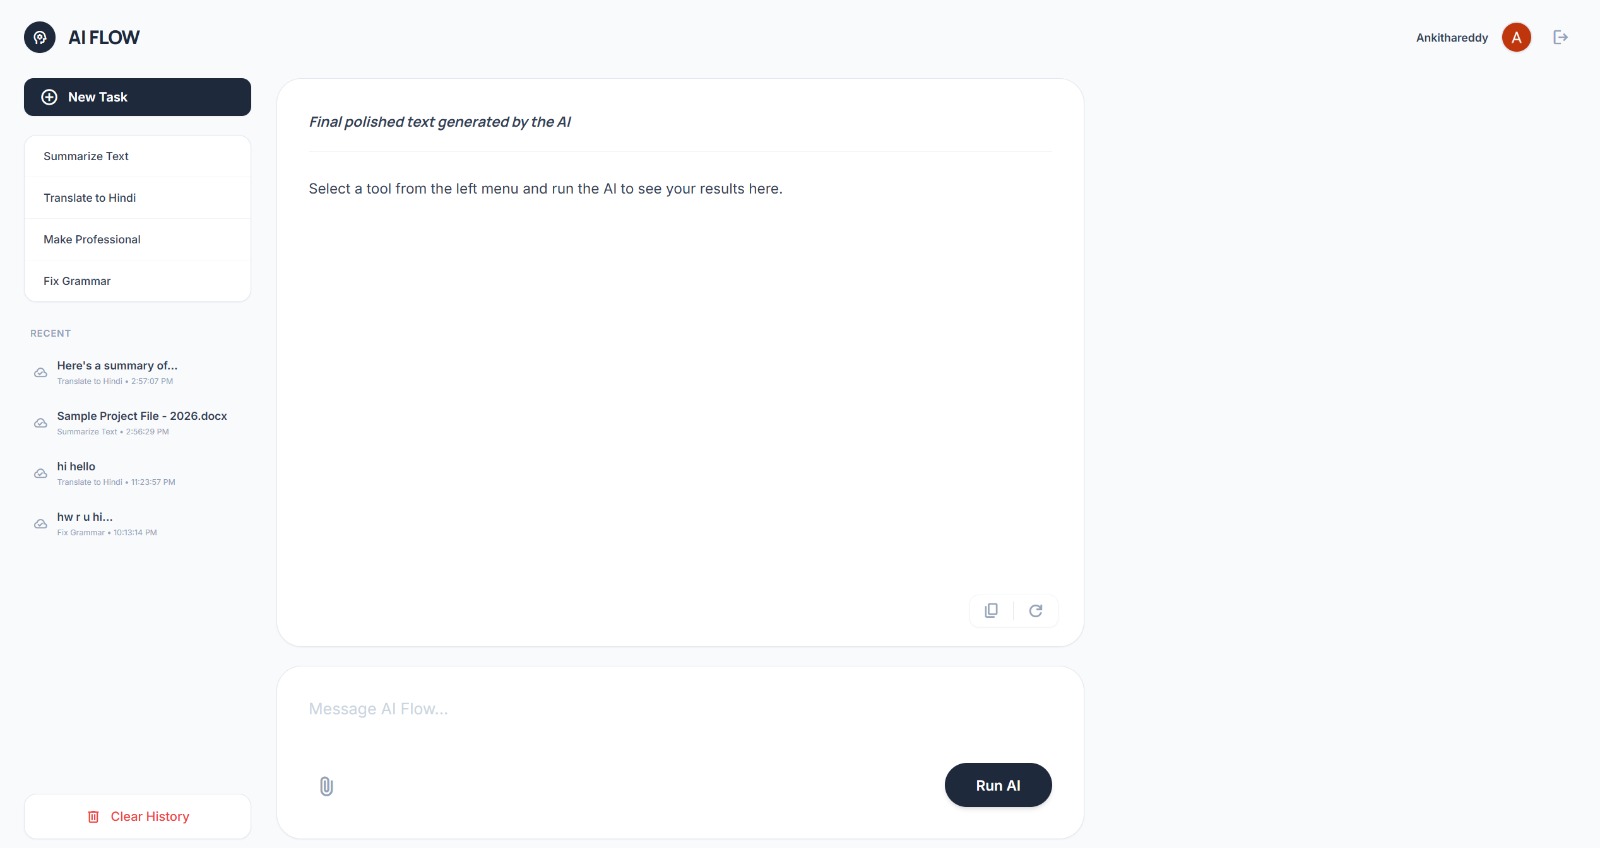 AI FLOW
Ankithareddy
A
New Task
Summarize Text
Translate to Hindi
Make Professional
Fix Grammar
RECENT
Here's a summary of...
Translate to Hindi • 2:57:07 PM
Sample Project File - 2026.docx
Summarize Text • 2:56:29 PM
hi hello
Translate to Hindi • 11:23:57 PM
hw r u hi...
Fix Grammar • 10:13:14 PM
Clear History
Final polished text generated by the AI
Select a tool from the left menu and run the AI to see your results here.
Message AI Flow...
Run AI